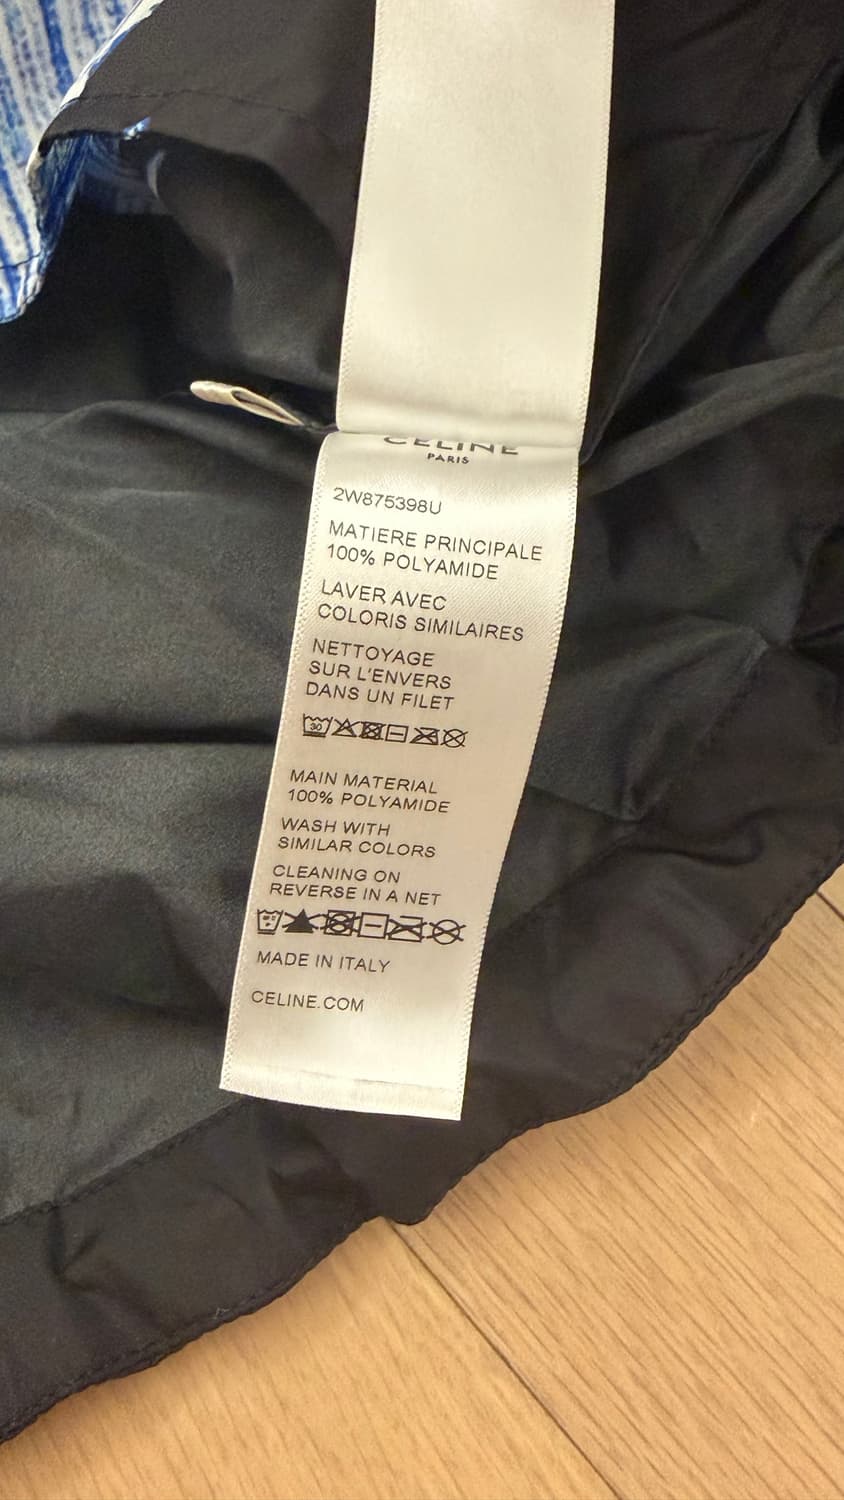 CELINE
PARIS
2W875398U
MATIERE PRINCIPALE
100% POLYAMIDE
LAVER AVEC
COLORIS SIMILAIRES
NETTOYAGE
SUR L'ENVERS
DANS UN FILET
30
MAIN MATERIAL
100% POLYAMIDE
WASH WITH
SIMILAR COLORS
CLEANING ON
REVERSE IN A NET
MADE IN ITALY
CELINE.COM